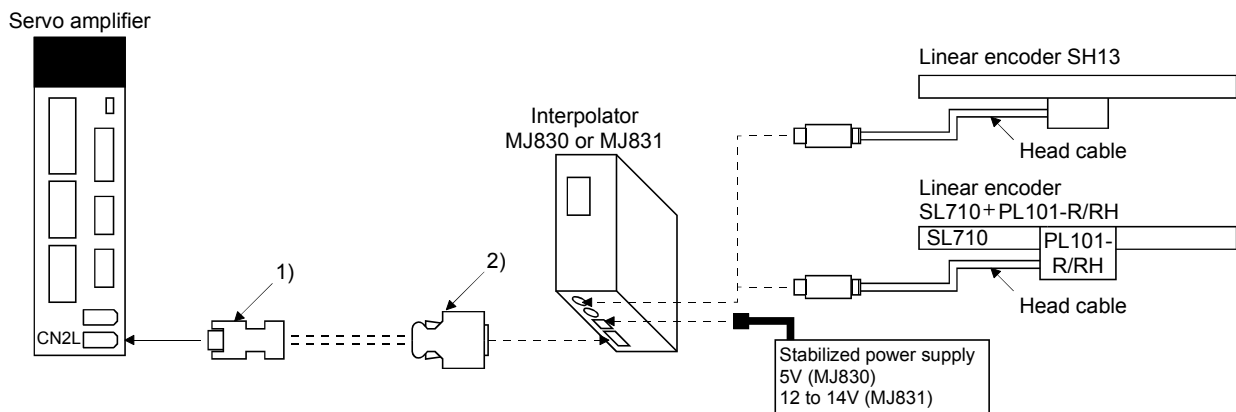 Servo amplifier
CN2L
1)
2)
Interpolator
MJ830 or MJ831
Linear encoder SH13
Head cable
Linear encoder
SL710+PL101-R/RH
SL710
PL101-
R/RH
Head cable
Stabilized power supply
5V (MJ830)
12 to 14V (MJ831)